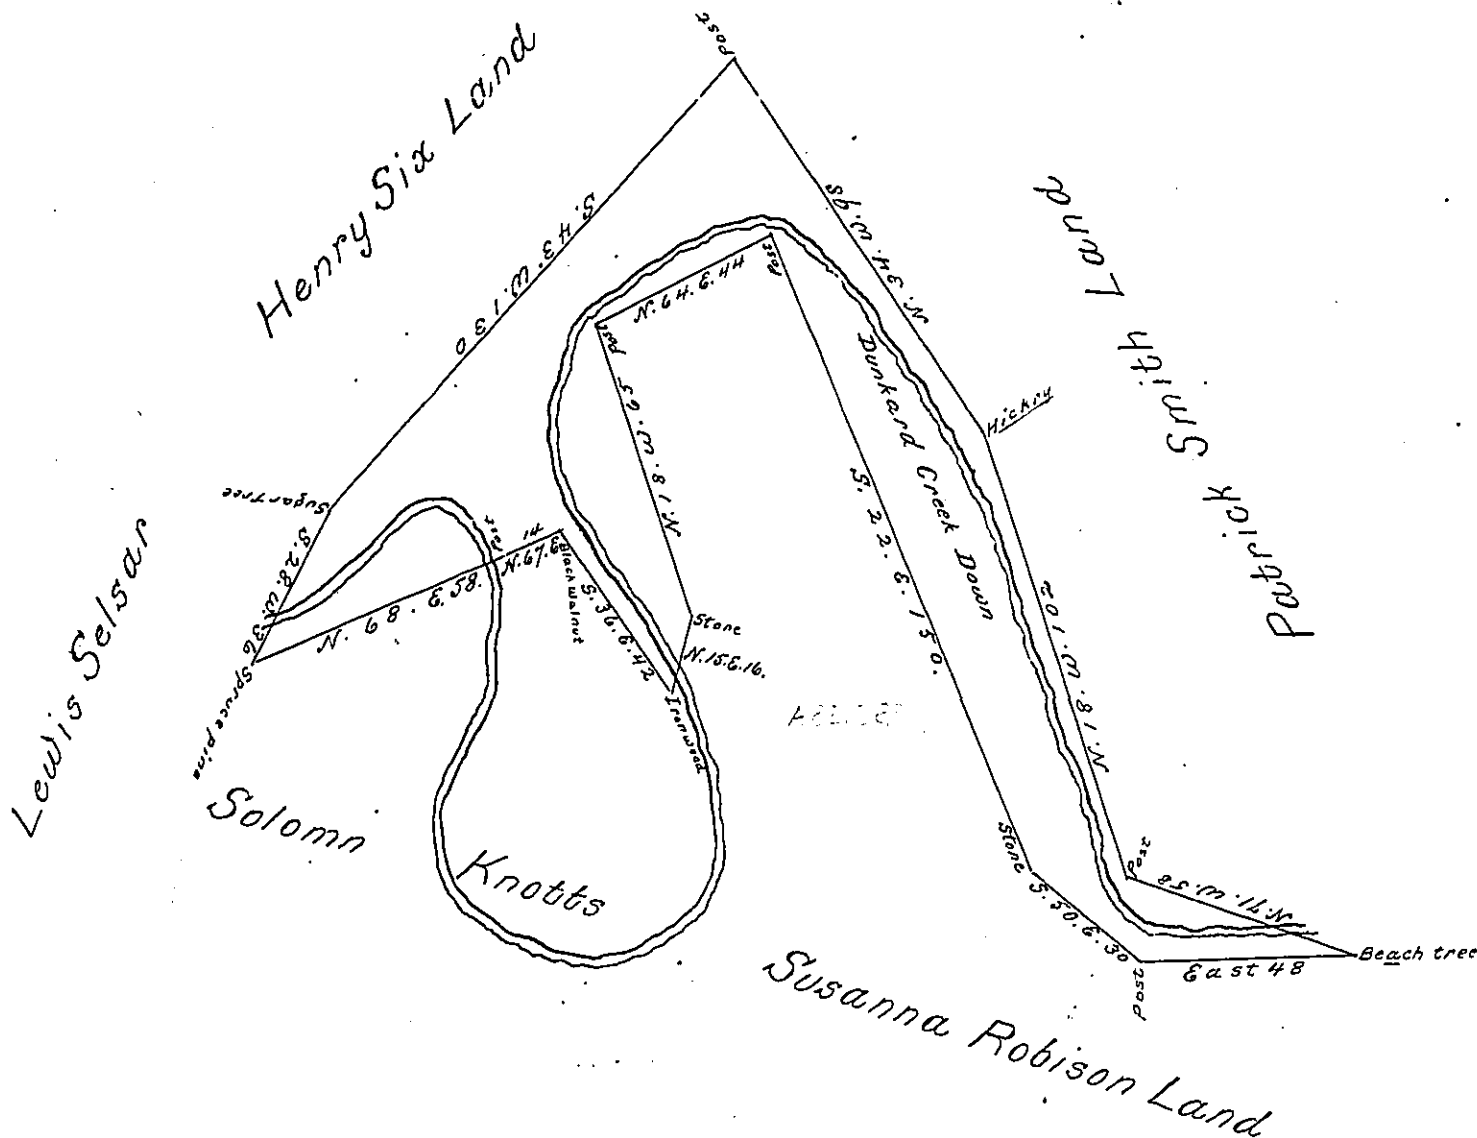 Post
Henry Six Land
S. 43. W. 130
N. 34. W. 98
Patrick Smith Land
Post
N. 64. E. 44
Post
Dunkard Creek Down
Hickry
N. 18. W. 65
S. 22. E. 150.
Sugar Tree
S. 28. W. 36
Post
14
N. 67. E
Black Walnut
N. 68. E. 58.
S. 36. E. 42
Stone
N. 15. E. 16.
Ironwood
N. 18. W. 102
Lewis Selsar
Spruce pine
Solomn
Knotts
Stone
S. 50. E. 30
Post
N. 71. W. 58
Beach tree
East 48
Post
Susanna Robison Land